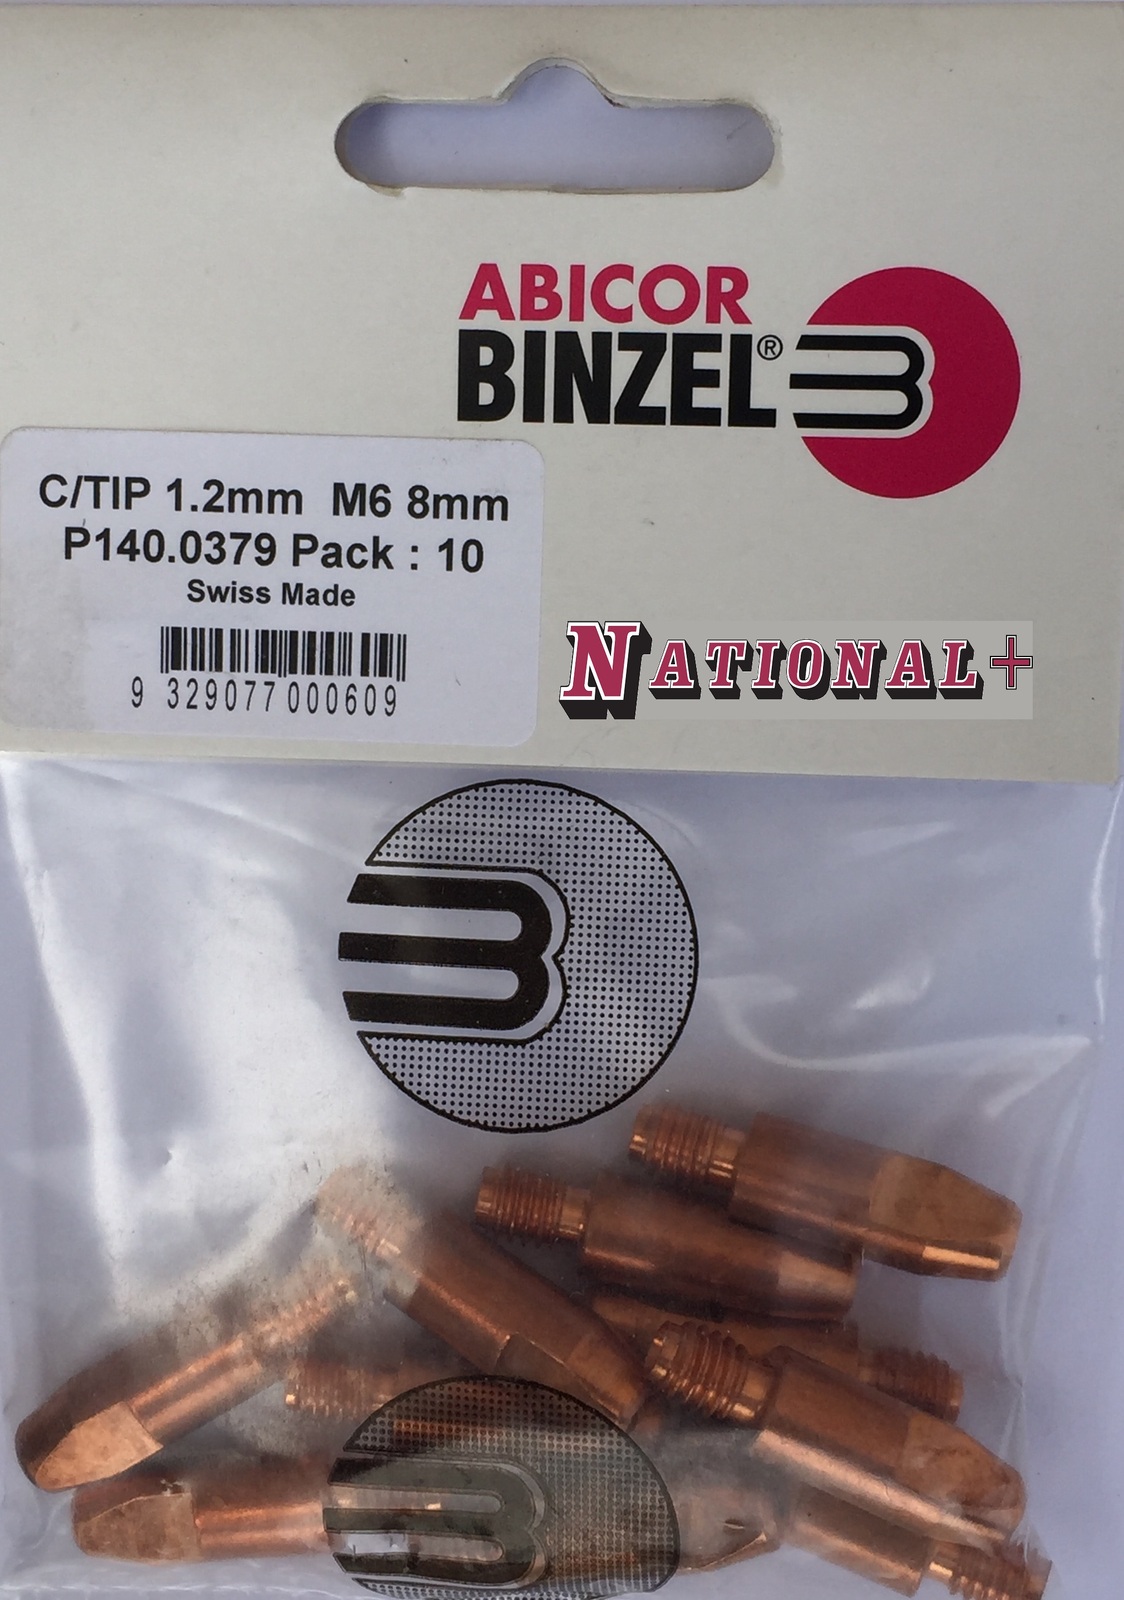 ABICOR
BINZEL®
C/TIP 1.2mm M6 8mm
P140.0379 Pack : 10
Swiss Made
9 329077 000609
NATIONAL+